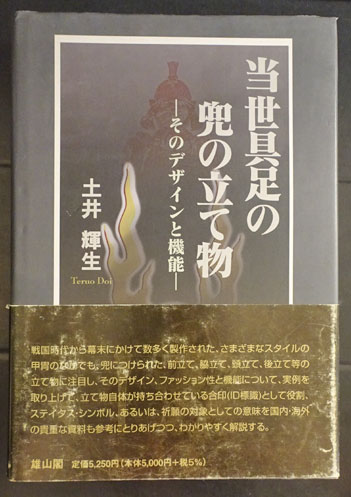 当世具足の
兜の立て物
―そのデザインと機能―
土井 輝生
Teruo Doi
戦国時代から幕末にかけて数多く製作された、さまざまなスタイルの
甲冑のなかでも、兜につけられた、前立て、脇立て、頭立て、後立て等の
立て物に注目し、そのデザイン、ファッション性と機能について、実例を
取り上げて、立て物自体が持ち合わせている合印(ID標識)として役割、
ステイタス・シンボル、あるいは、祈願の対象としての意味を国内・海外
の貴重な資料も参考にとりあげつつ、わかりやすく解説する。
雄山閣 定価5,250円(本体5,000円+税5%)